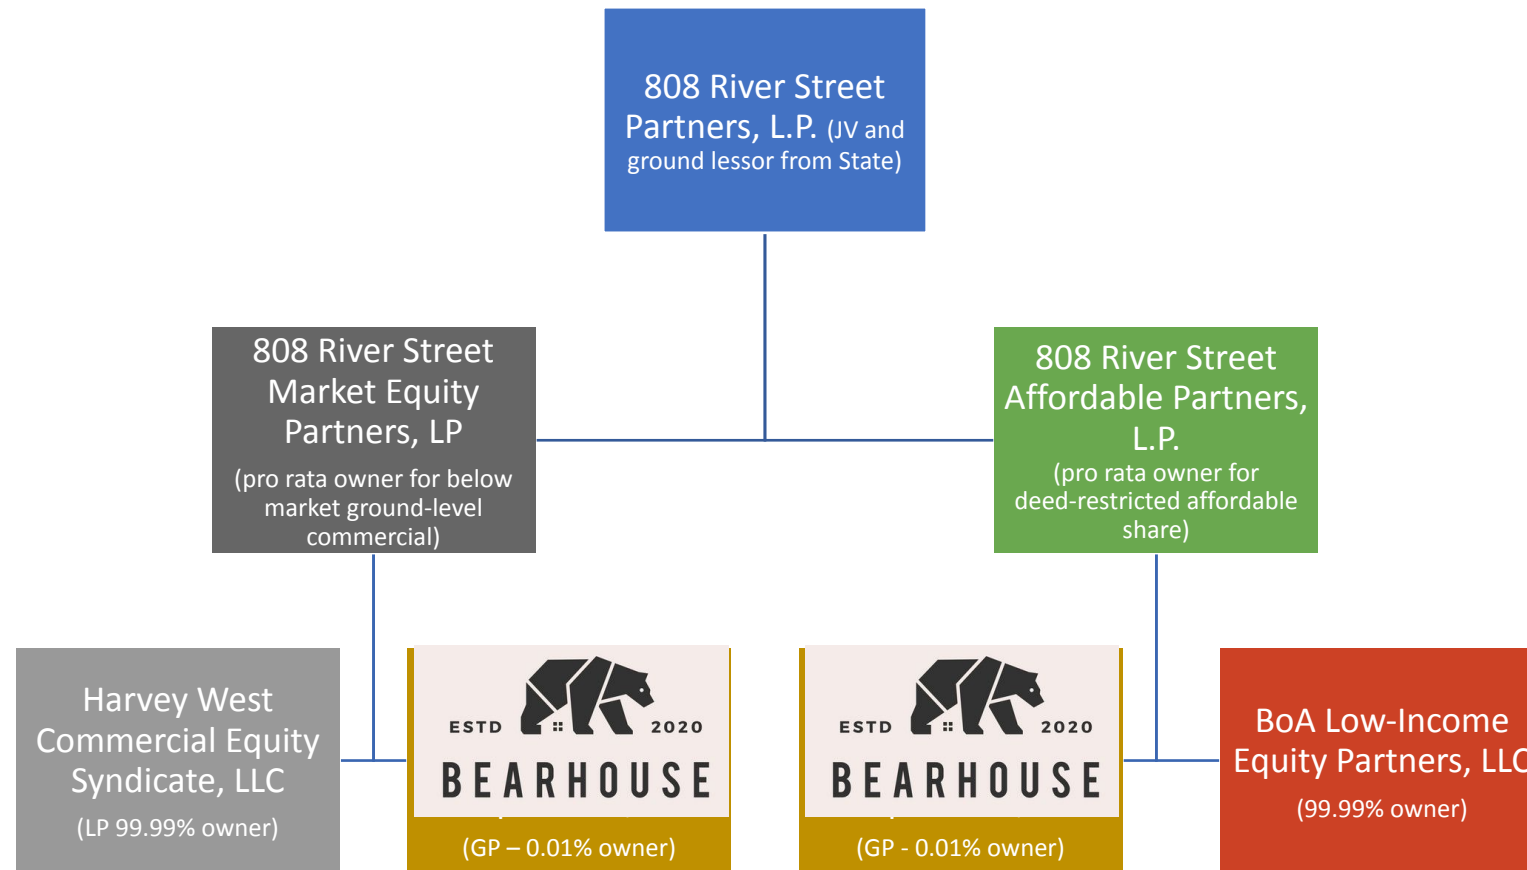 808 River Street
Partners, L.P. (JV and
ground lessor from State)
808 River Street
Market Equity
Partners, LP
(pro rata owner for below
market ground-level
commercial)
808 River Street
Affordable Partners,
L.P.
(pro rata owner for
deed-restricted affordable
share)
Harvey West
Commercial Equity
Syndicate, LLC
(LP 99.99% owner)
ESTD 2020
BEARHOUSE
(GP – 0.01% owner)
ESTD 2020
BEARHOUSE
(GP - 0.01% owner)
BoA Low-Income
Equity Partners, LLC
(99.99% owner)